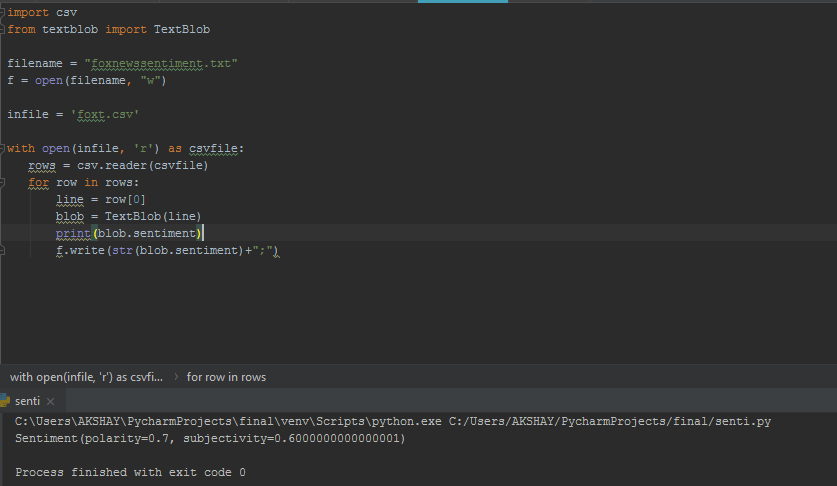 import csv
from textblob import TextBlob
filename = "foxnewssentiment.txt"
f = open(filename, "w")
infile = 'foxt.csv'
with open(infile, 'r') as csvfile:
    rows = csv.reader(csvfile)
    for row in rows:
        line = row[0]
        blob = TextBlob(line)
        print(blob.sentiment)
        f.write(str(blob.sentiment)+";")
with open(infile, 'r') as csvfi... › for row in rows
senti ×
C:\Users\AKSHAY\PycharmProjects\final\venv\Scripts\python.exe C:/Users/AKSHAY/PycharmProjects/final/senti.py
Sentiment(polarity=0.7, subjectivity=0.6000000000000001)
Process finished with exit code 0